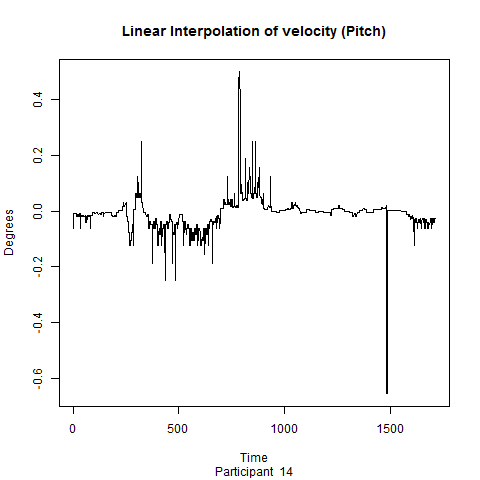 Linear Interpolation of velocity (Pitch)
Degrees
0.4
0.2
0.0
-0.2
-0.4
-0.6
0 500 1000 1500
Time
Participant 14